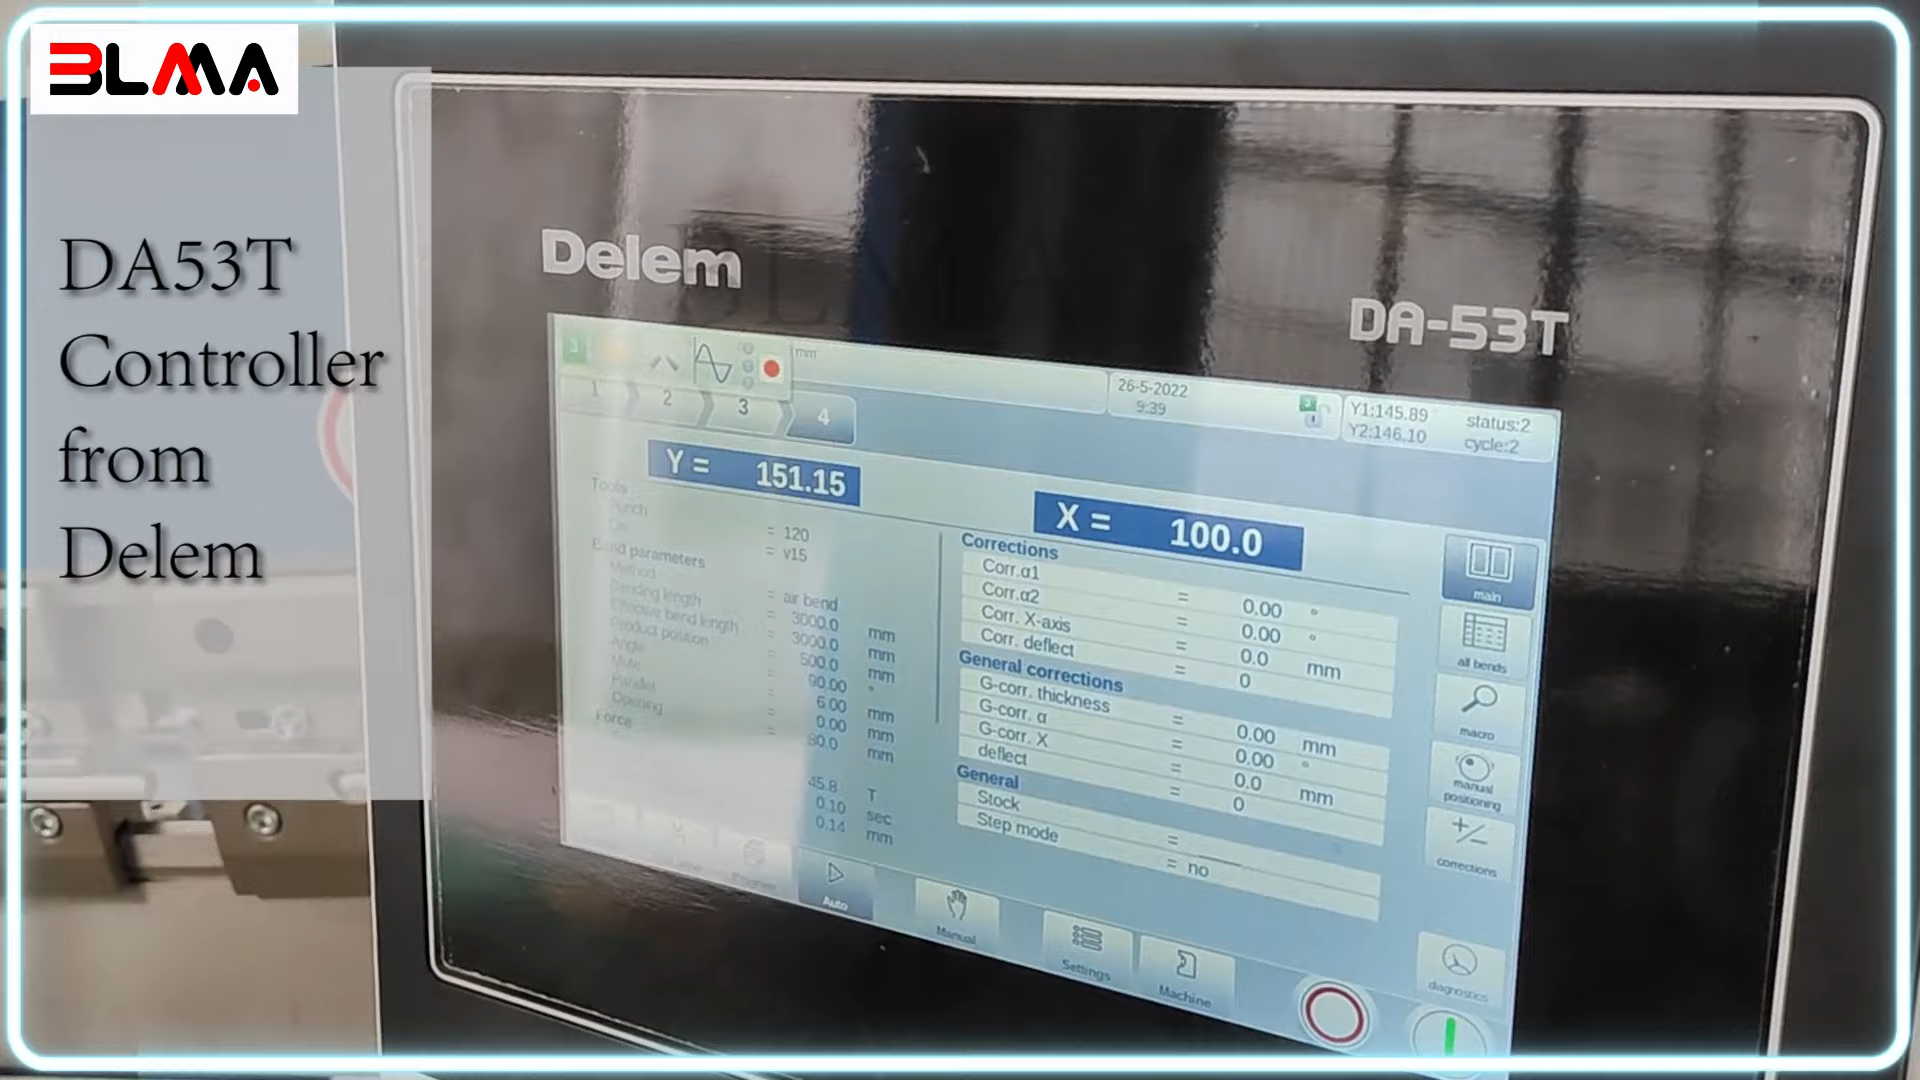 BLMA
DA53T
Controller
from
Delem
Delem
DA-53T
mm
26-5-2022
9:39
Y1:145.89
Y2:146.10
status:2
cycle:2
1 2 3 4
Y = 151.15
X = 100.0
Tools
Punch = 120
Die = v15
Bend parameters
Method = air bend
Bending length = 3000.0 mm
Effective bend length = 3000.0 mm
Product position = 500.0 mm
Angle = 90.00 °
Mute = 6.00 mm
Parallel = 0.00 mm
Opening = 80.0 mm
Force
45.8 T
0.10 sec
0.14 mm
Corrections
Corr.α1 = 0.00 °
Corr.α2 = 0.00 °
Corr. X-axis = 0.0 mm
Corr. deflect = 0
General corrections
G-corr. thickness = 0.00 mm
G-corr. α = 0.00 °
G-corr. X = 0.0 mm
deflect = 0
General
Stock =
Step mode = no
main
all bends
macro
manual
positioning
corrections
diagnostics
Program
Auto
Manual
Settings
Machine